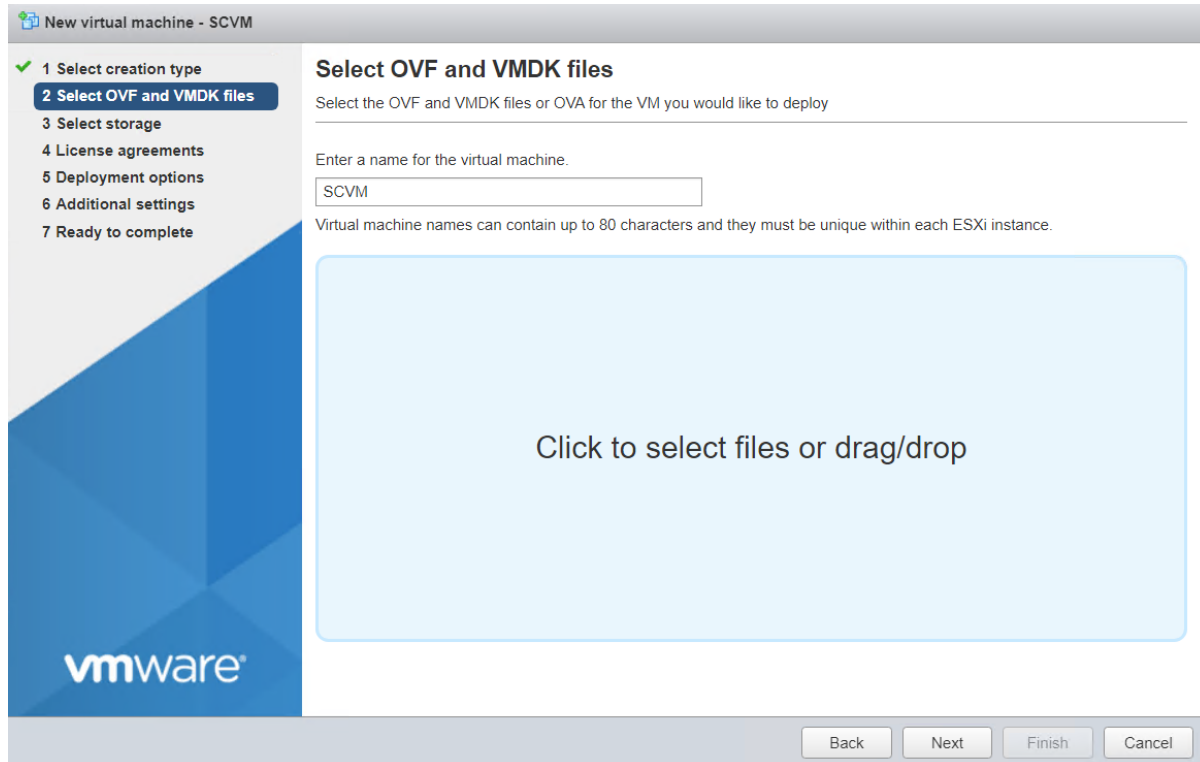 New virtual machine - SCVM
1 Select creation type
2 Select OVF and VMDK files
3 Select storage
4 License agreements
5 Deployment options
6 Additional settings
7 Ready to complete
vmware®
Select OVF and VMDK files
Select the OVF and VMDK files or OVA for the VM you would like to deploy
Enter a name for the virtual machine.
SCVM
Virtual machine names can contain up to 80 characters and they must be unique within each ESXi instance.
Click to select files or drag/drop
Back Next Finish Cancel